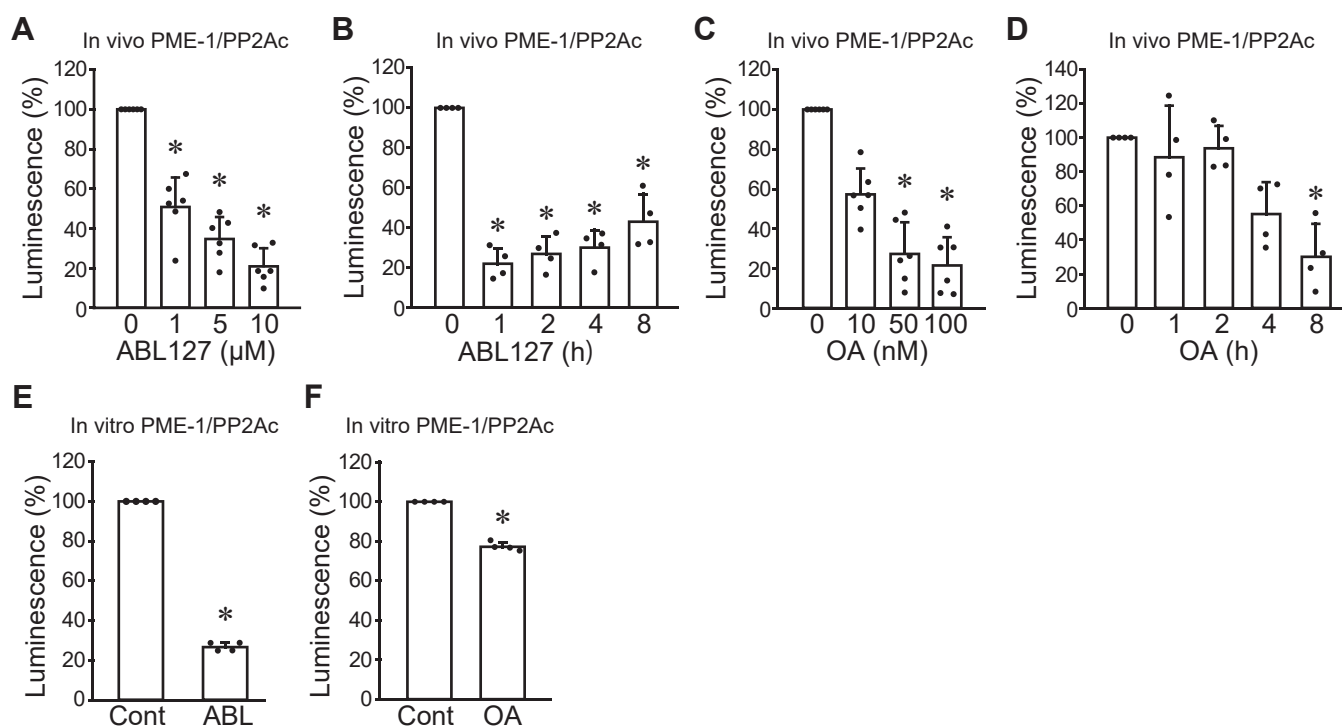 A
In vivo PME-1/PP2Ac
Luminescence (%)
120
100
80
60
40
20
0
* * *
0 1 5 10
ABL127 (μM)
B
In vivo PME-1/PP2Ac
Luminescence (%)
120
100
80
60
40
20
0
* * * *
0 1 2 4 8
ABL127 (h)
C
In vivo PME-1/PP2Ac
Luminescence (%)
120
100
80
60
40
20
0
* *
0 10 50 100
OA (nM)
D
In vivo PME-1/PP2Ac
Luminescence (%)
140
120
100
80
60
40
20
0
*
0 1 2 4 8
OA (h)
E
In vitro PME-1/PP2Ac
Luminescence (%)
120
100
80
60
40
20
0
*
Cont ABL
F
In vitro PME-1/PP2Ac
Luminescence (%)
120
100
80
60
40
20
0
*
Cont OA